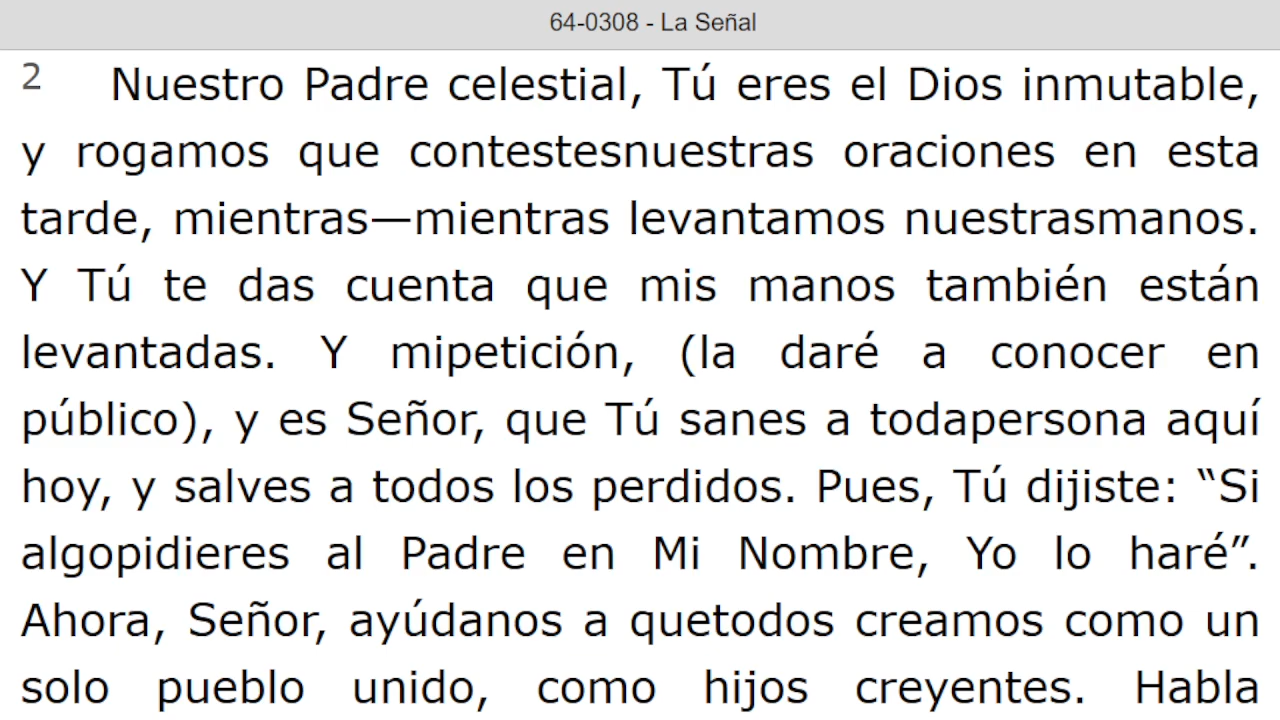 64-0308 - La Señal
2 Nuestro Padre celestial, Tú eres el Dios inmutable,
y rogamos que contestesnuestras oraciones en esta
tarde, mientras—mientras levantamos nuestrasmanos.
Y Tú te das cuenta que mis manos también están
levantadas. Y mipetición, (la daré a conocer en
público), y es Señor, que Tú sanes a todapersona aquí
hoy, y salves a todos los perdidos. Pues, Tú dijiste: “Si
algopidieres al Padre en Mi Nombre, Yo lo haré”.
Ahora, Señor, ayúdanos a quetodos creamos como un
solo pueblo unido, como hijos creyentes. Habla